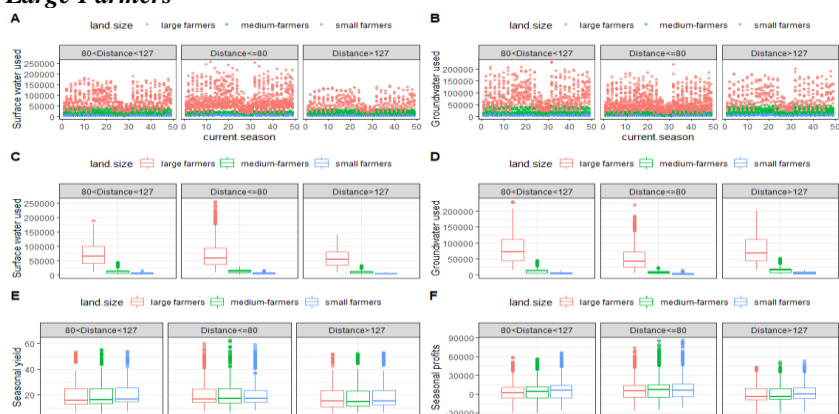 Large Farmers
A
land.size large farmers medium-farmers small farmers
80<Distance<127 Distance<=80 Distance>127
Surface water used
250000
200000
150000
100000
50000
0
0 10 20 30 40 50 0 10 20 30 40 50 0 10 20 30 40 50
current.season
B
land.size large farmers medium-farmers small farmers
80<Distance<127 Distance<=80 Distance>127
Groundwater used
200000
150000
100000
50000
0
0 10 20 30 40 50 0 10 20 30 40 50 0 10 20 30 40 50
current.season
C
land.size large farmers medium-farmers small farmers
80<Distance<127 Distance<=80 Distance>127
Surface water used
250000
200000
150000
100000
50000
0
D
land.size large farmers medium-farmers small farmers
80<Distance<127 Distance<=80 Distance>127
Groundwater used
200000
150000
100000
50000
0
E
land.size large farmers medium-farmers small farmers
80<Distance<127 Distance<=80 Distance>127
Seasonal yield
60
40
20
F
land.size large farmers medium-farmers small farmers
80<Distance<127 Distance<=80 Distance>127
Seasonal profits
90000
60000
30000
0